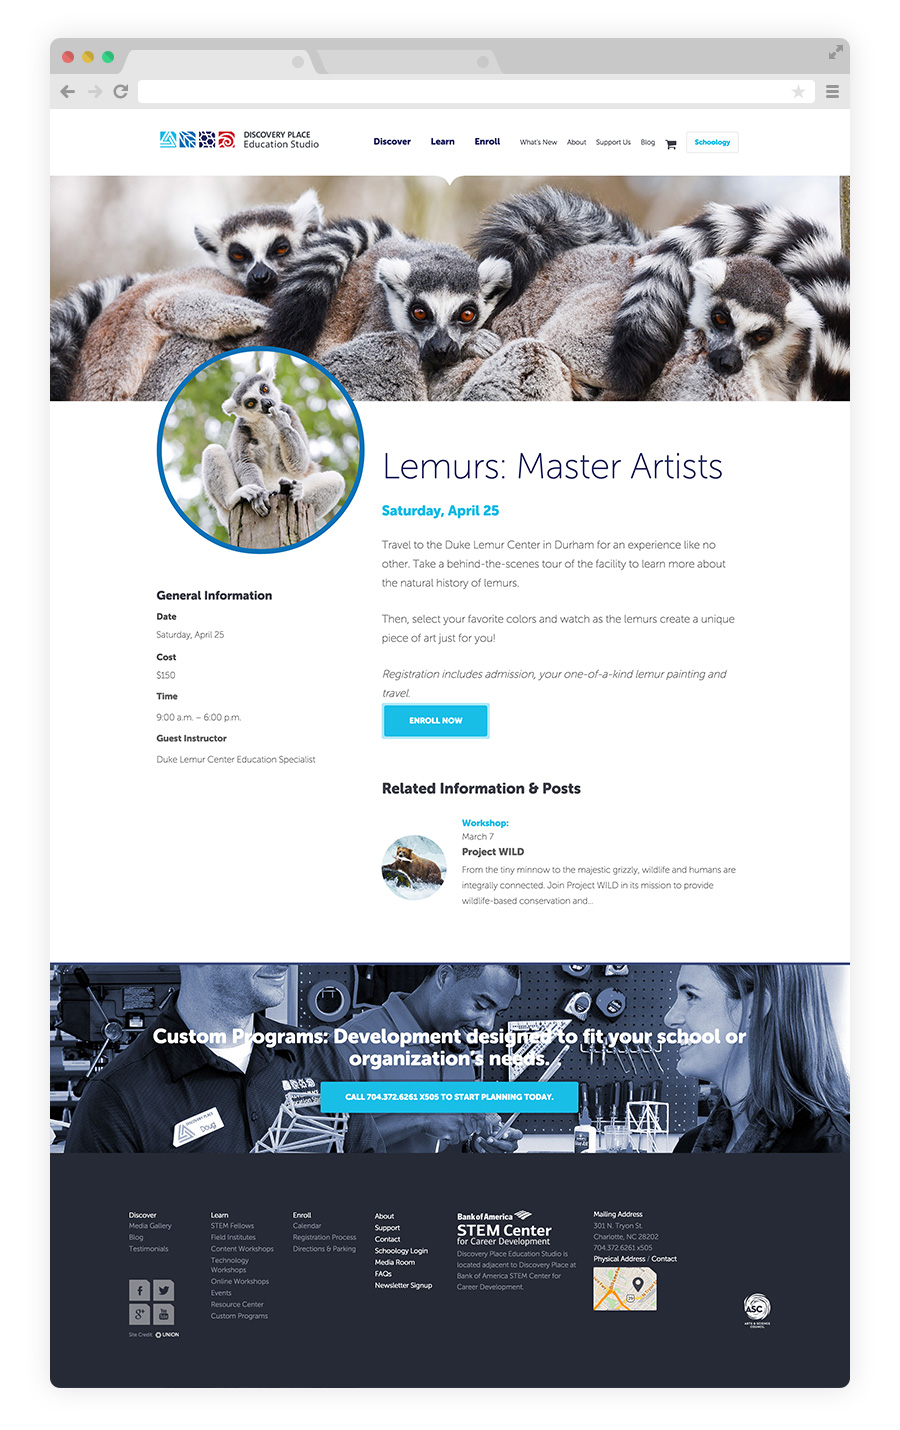 DISCOVERY PLACE
Education Studio
Discover Learn Enroll What's New About Support Us Blog Schoology
Lemurs: Master Artists
Saturday, April 25
Travel to the Duke Lemur Center in Durham for an experience like no
other. Take a behind-the-scenes tour of the facility to learn more about
the natural history of lemurs.
Then, select your favorite colors and watch as the lemurs create a unique
piece of art just for you!
Registration includes admission, your one-of-a-kind lemur painting and
travel.
ENROLL NOW
General Information
Date
Saturday, April 25
Cost
$150
Time
9:00 a.m. – 6:00 p.m.
Guest Instructor
Duke Lemur Center Education Specialist
Related Information & Posts
Workshop:
March 7
Project WILD
From the tiny minnow to the majestic grizzly, wildlife and humans are
integrally connected. Join Project WILD in its mission to provide
wildlife-based conservation and...
Custom Programs: Development designed to fit your school or
organization's needs.
CALL 704.372.6261 X505 TO START PLANNING TODAY.
DISCOVERY PLACE
Doug
Discover
Media Gallery
Blog
Testimonials
Site Credit: UNION
Learn
STEM Fellows
Field Institutes
Content Workshops
Technology
Workshops
Online Workshops
Events
Resource Center
Custom Programs
Enroll
Calendar
Registration Process
Directions & Parking
About
Support
Contact
Schoology Login
Media Room
FAQs
Newsletter Signup
Bank of America
STEM Center
for Career Development
Discovery Place Education Studio is
located adjacent to Discovery Place at
Bank of America STEM Center for
Career Development.
Mailing Address
301 N. Tryon St.
Charlotte, NC 28202
704.372.6261 x505
Physical Address / Contact
ASC
ARTS & SCIENCE
COUNCIL